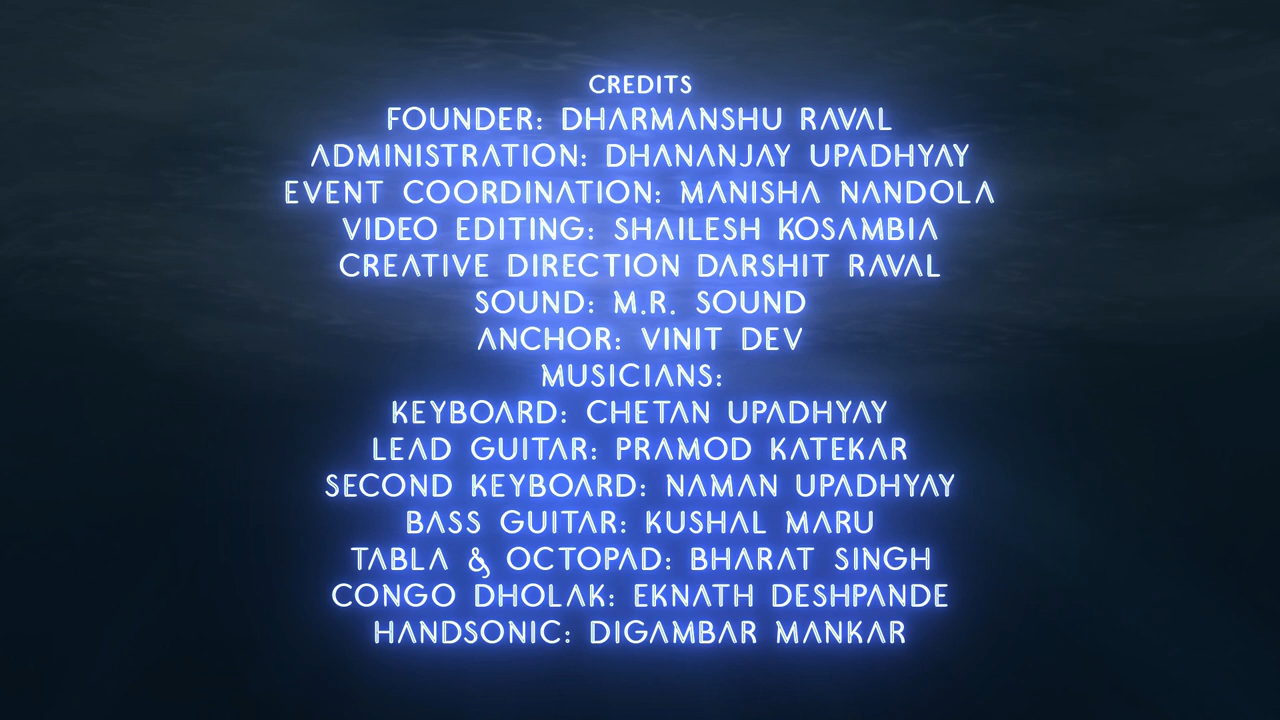 CREDITS
FOUNDER: DHARMANSHU RAVAL
ADMINISTRATION: DHANANJAY UPADHYAY
EVENT COORDINATION: MANISHA NANDOLA
VIDEO EDITING: SHAILESH KOSAMBIA
CREATIVE DIRECTION DARSHIT RAVAL
SOUND: M.R. SOUND
ANCHOR: VINIT DEV
MUSICIANS:
KEYBOARD: CHETAN UPADHYAY
LEAD GUITAR: PRAMOD KATEKAR
SECOND KEYBOARD: NAMAN UPADHYAY
BASS GUITAR: KUSHAL MARU
TABLA & OCTOPAD: BHARAT SINGH
CONGO DHOLAK: EKNATH DESHPANDE
HANDSONIC: DIGAMBAR MANKAR